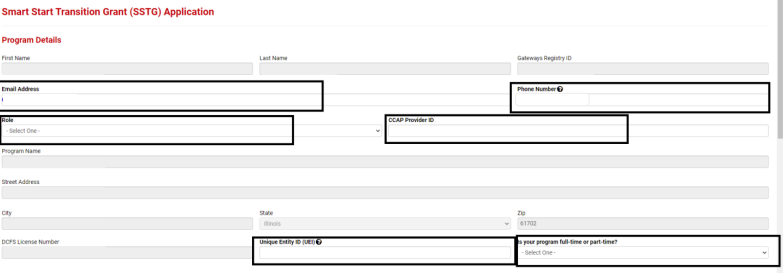 Smart Start Transition Grant (SSTG) Application
Program Details
First Name Last Name Gateways Registry ID
Email Address Phone Number
Role CCAP Provider ID
- Select One -
Program Name
Street Address
City State Zip
Illinois 61702
DCFS License Number Unique Entity ID (UEI) Is your program full-time or part-time?
- Select One -